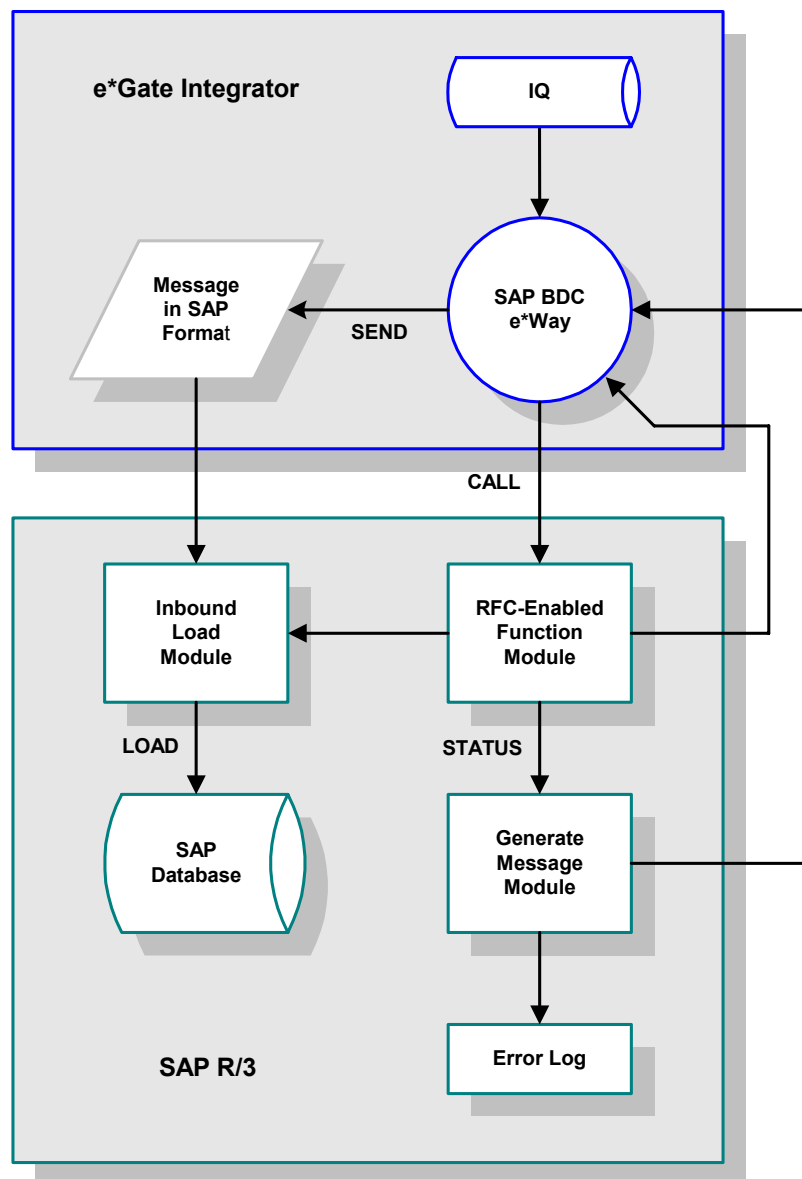 e*Gate Integrator
IQ
Message
in SAP
Format
SAP BDC
e*Way
SEND
CALL
Inbound
Load
Module
RFC-Enabled
Function
Module
LOAD
STATUS
SAP
Database
Generate
Message
Module
SAP R/3
Error Log